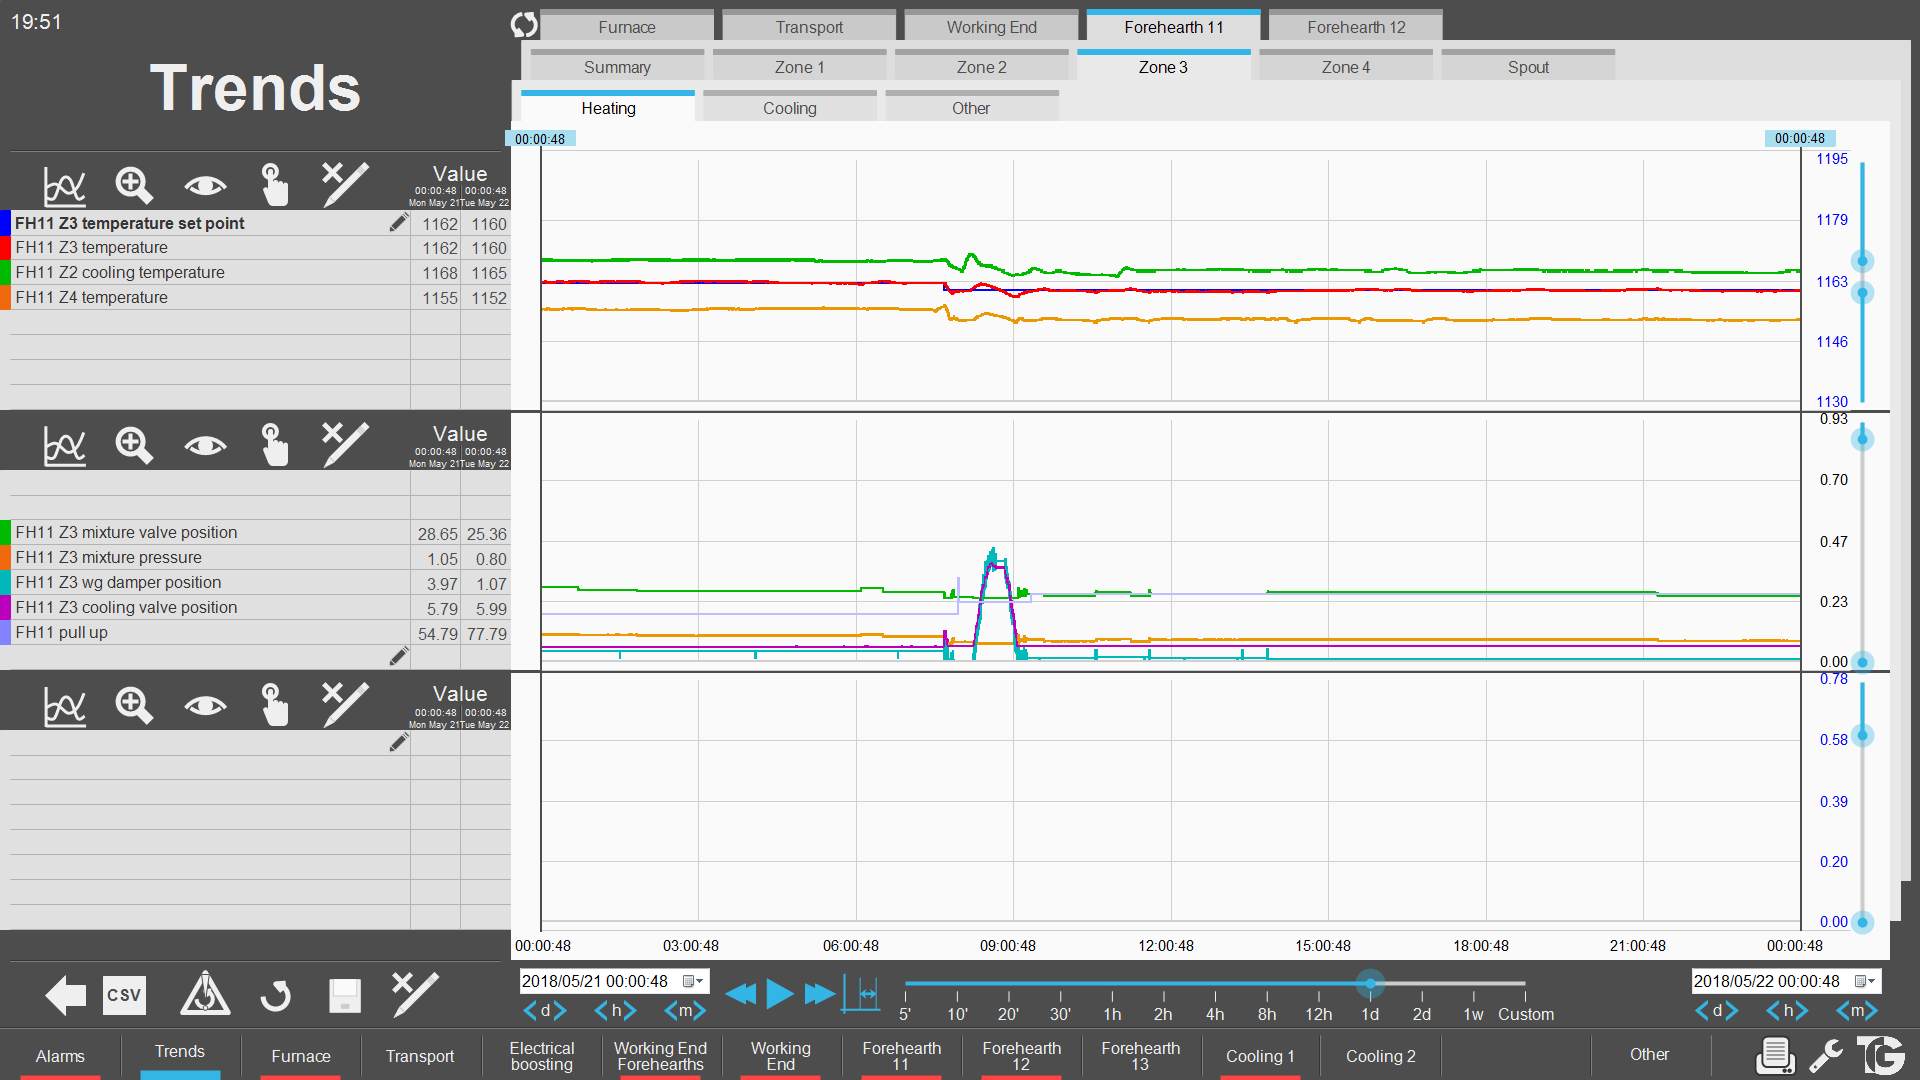 19:51
Trends
Furnace Transport Working End Forehearth 11 Forehearth 12
Summary Zone 1 Zone 2 Zone 3 Zone 4 Spout
Heating Cooling Other
00:00:48 00:00:48
Value
00:00:48 00:00:48
Mon May 21 Tue May 22
FH11 Z3 temperature set point 1162 1160
FH11 Z3 temperature 1162 1160
FH11 Z2 cooling temperature 1168 1165
FH11 Z4 temperature 1155 1152
1195
1179
1163
1146
1130
Value
00:00:48 00:00:48
Mon May 21 Tue May 22
FH11 Z3 mixture valve position 28.65 25.36
FH11 Z3 mixture pressure 1.05 0.80
FH11 Z3 wg damper position 3.97 1.07
FH11 Z3 cooling valve position 5.79 5.99
FH11 pull up 54.79 77.79
0.93
0.70
0.47
0.23
0.00
Value
00:00:48 00:00:48
Mon May 21 Tue May 22
0.78
0.58
0.39
0.20
0.00
00:00:48 03:00:48 06:00:48 09:00:48 12:00:48 15:00:48 18:00:48 21:00:48 00:00:48
CSV
2018/05/21 00:00:48
d h m
5' 10' 20' 30' 1h 2h 4h 8h 12h 1d 2d 1w Custom
2018/05/22 00:00:48
d h m
Alarms Trends Furnace Transport Electrical boosting Working End Forehearths Working End Forehearth 11 Forehearth 12 Forehearth 13 Cooling 1 Cooling 2 Other
TG